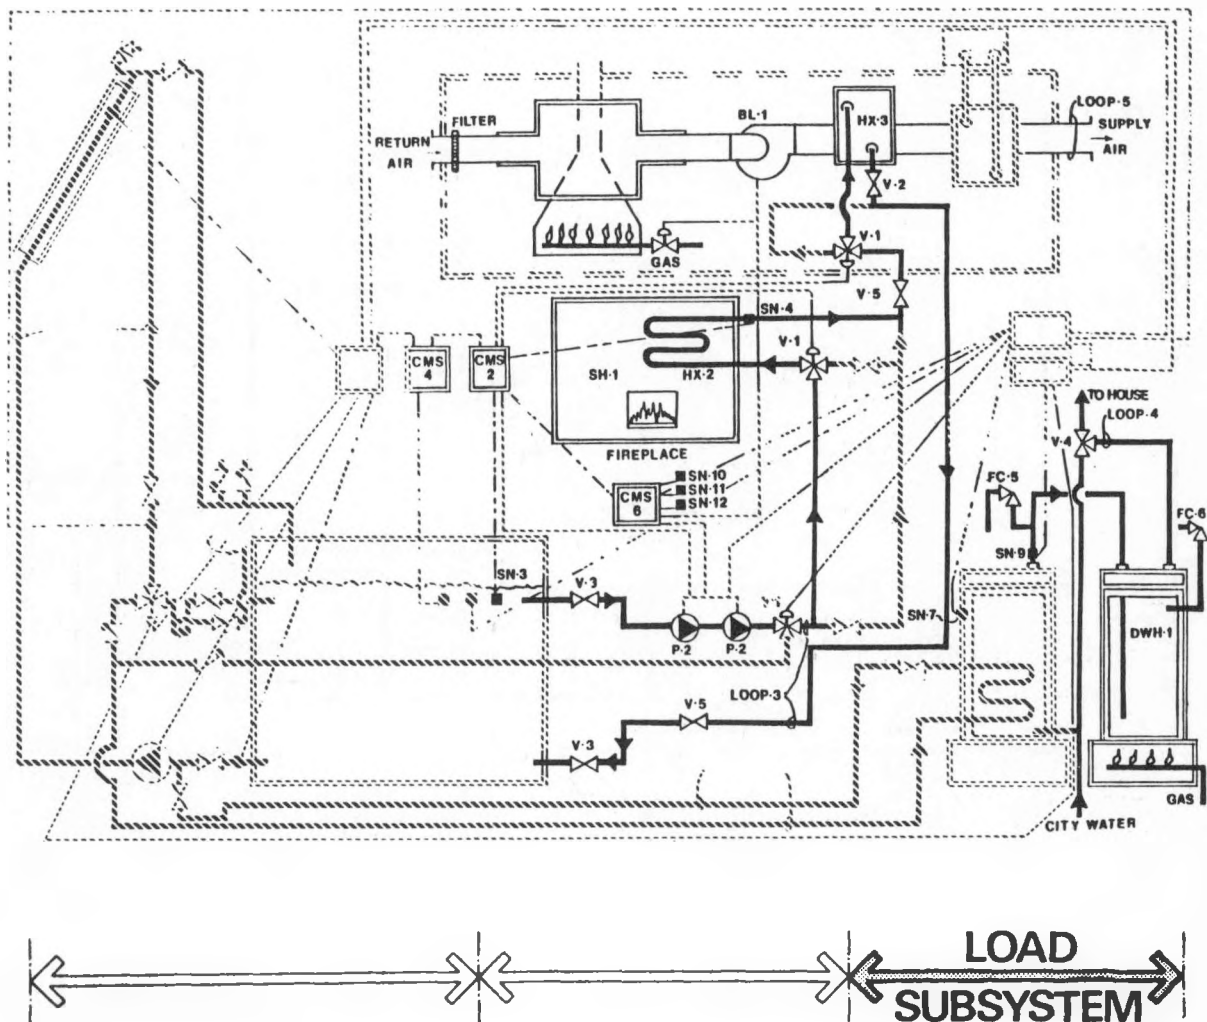 LOOP·5
BL·1
HX·3
FILTER
SUPPLY
RETURN
AIR
AIR
V·2
V·1
GAS
V·5
SN·4
V·1
CMS
4
CMS
2
SH·1
HX·2
TO HOUSE
LOOP·4
V·4
FIREPLACE
SN·10
CMS
6
SN·11
SN·12
FC·5
FC·6
SN·9
SN·3
V·3
SN·7
DWH·1
P·2
P·2
LOOP·3
V·5
V·3
GAS
CITY WATER
LOAD
SUBSYSTEM